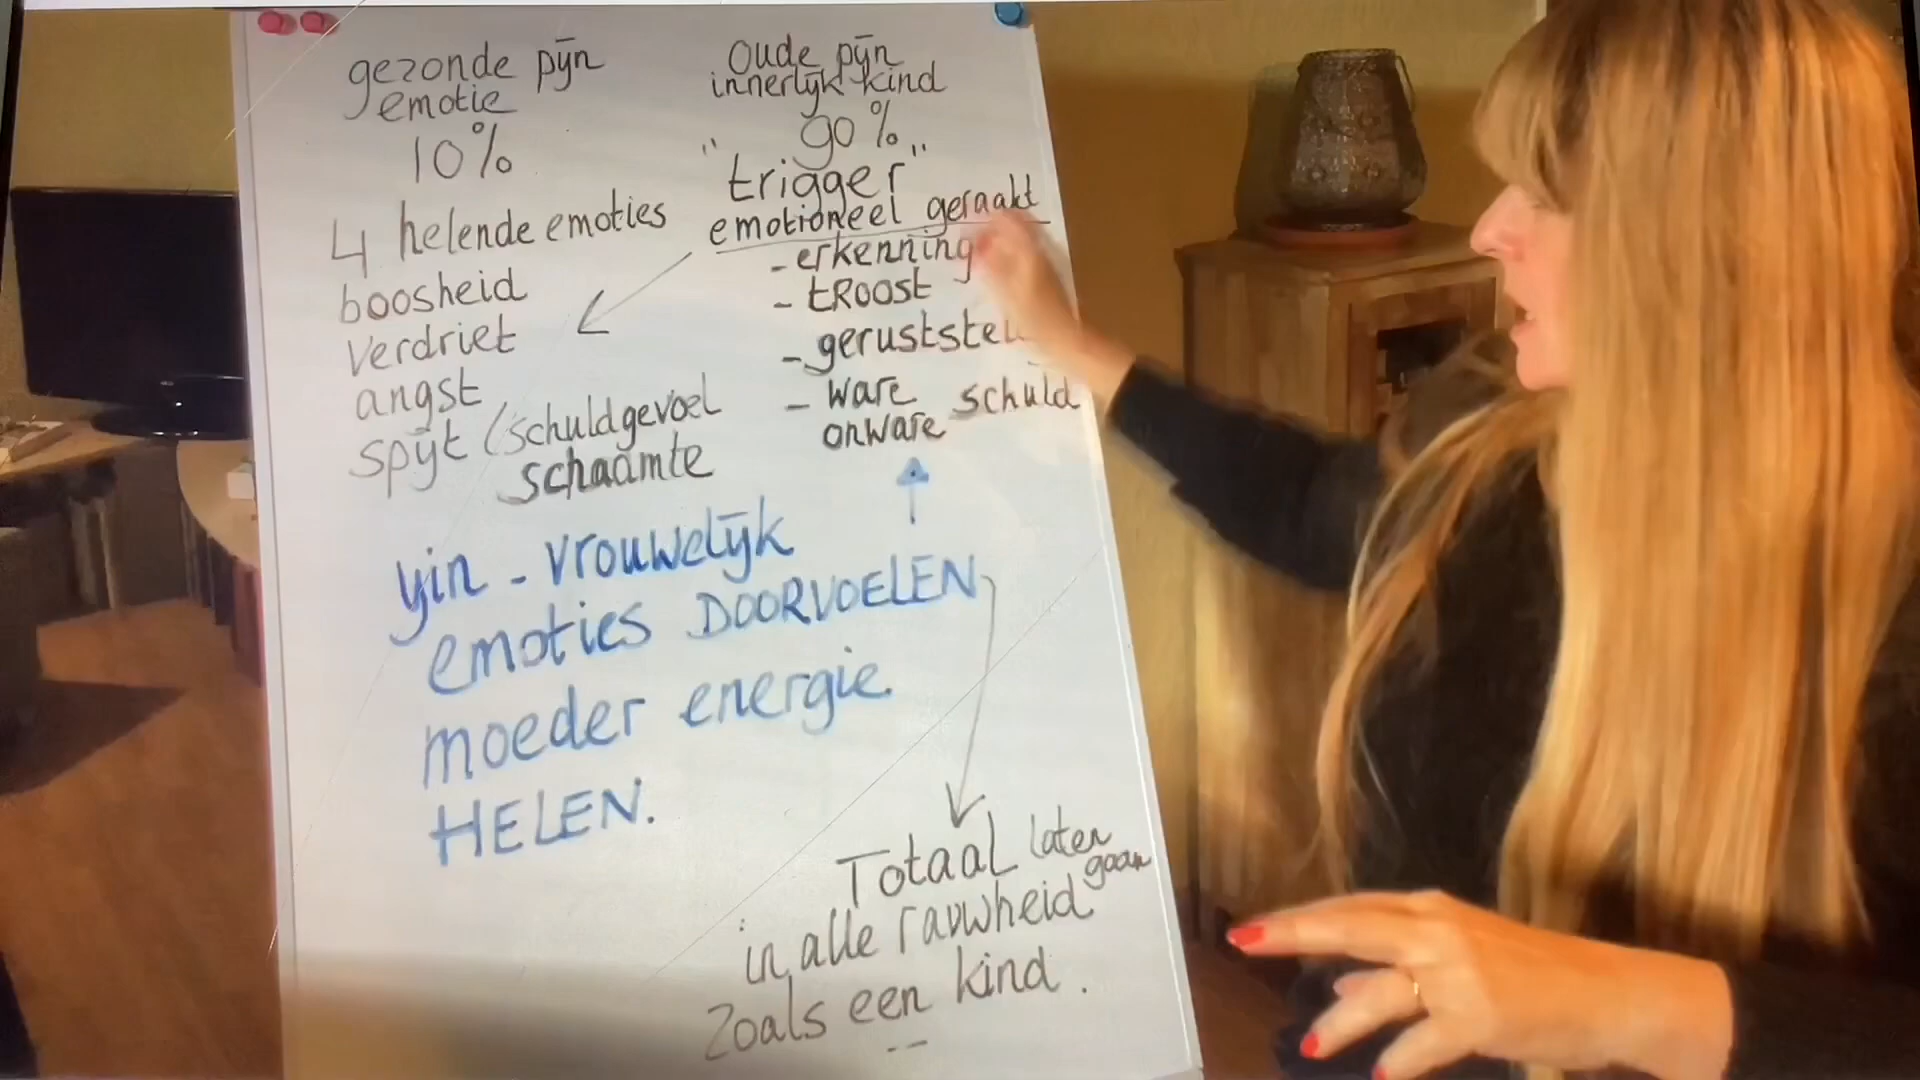 gezonde pijn
emotie
10%
4 helende emoties
boosheid
verdriet
angst
spijt (schuldgevoel
schaamte
oude pijn
innerlijk kind
90%
"trigger"
emotioneel geraakt
- erkenning
- troost
- gerustste
- ware schuld
onware
yin - vrouwelijk
emoties DOORVOELEN
moeder energie
HELEN.
Totaal laten
gaan
in alle rauwheid
zoals een kind.